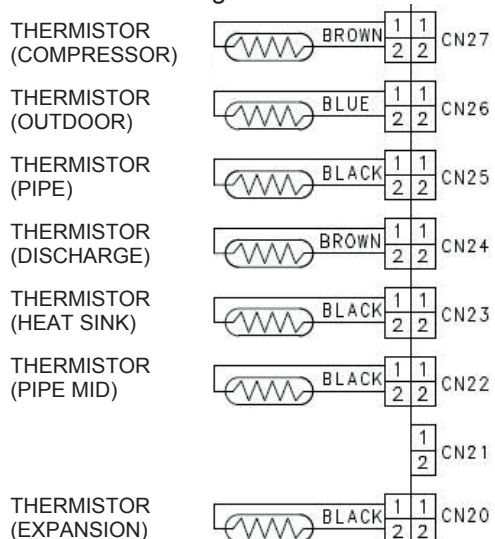 THERMISTOR
(COMPRESSOR)
BROWN 1 1
2 2 CN27
THERMISTOR
(OUTDOOR)
BLUE 1 1
2 2 CN26
THERMISTOR
(PIPE)
BLACK 1 1
2 2 CN25
THERMISTOR
(DISCHARGE)
BROWN 1 1
2 2 CN24
THERMISTOR
(HEAT SINK)
BLACK 1 1
2 2 CN23
THERMISTOR
(PIPE MID)
BLACK 1 1
2 2 CN22
1
2 CN21
THERMISTOR
(EXPANSION)
BLACK 1 1
2 2 CN20